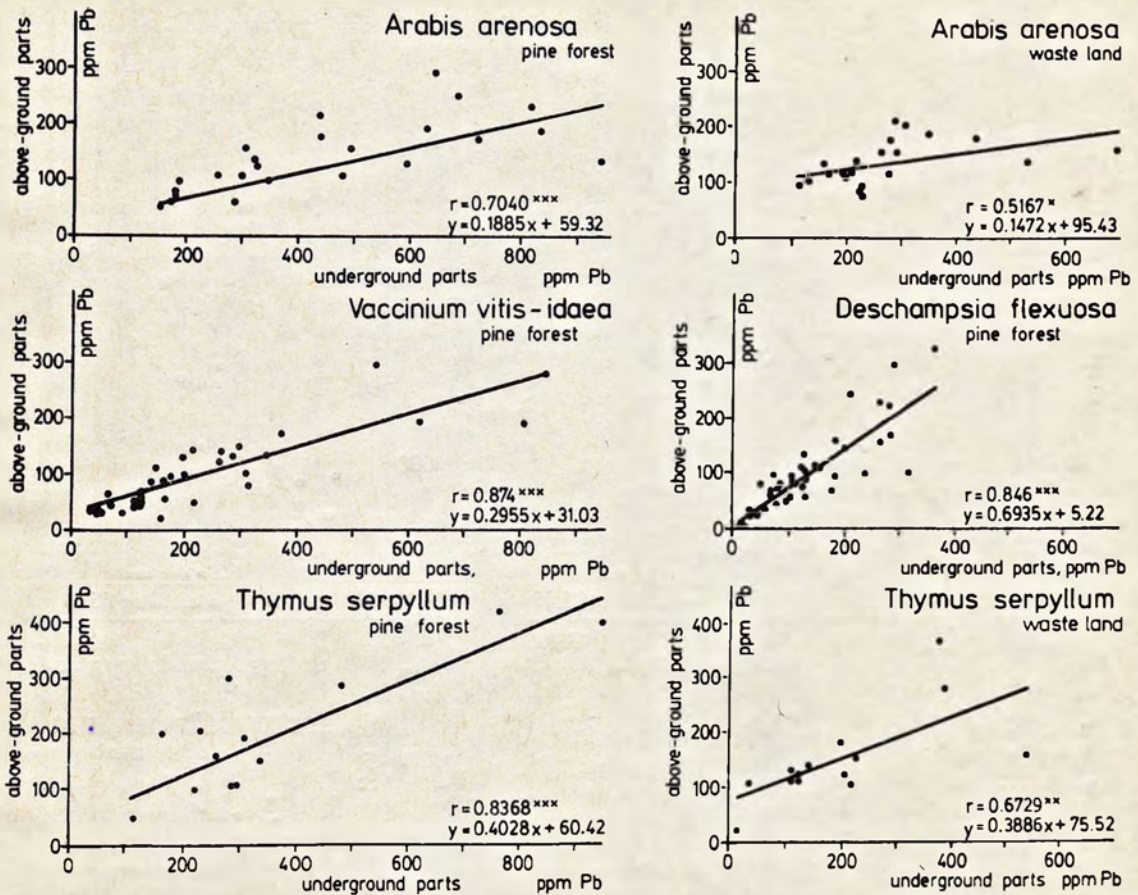 Arabis arenosa
pine forest
above-ground parts
ppm Pb
300
200
100
0
r = 0.7040 ×××
y = 0.1885x + 59.32
0 200 400 600 800
underground parts ppm Pb
Arabis arenosa
waste land
above-ground parts
ppm Pb
300
200
100
0
r = 0.5167 ×
y = 0.1472x + 95.43
0 200 400 600
underground parts ppm Pb
Vaccinium vitis-idaea
pine forest
above-ground parts
ppm Pb
300
200
100
0
r = 0.874 ×××
y = 0.2955x + 31.03
0 200 400 600 800
underground parts, ppm Pb
Deschampsia flexuosa
pine forest
above-ground parts
ppm Pb
300
200
100
0
r = 0.846 ×××
y = 0.6935x + 5.22
0 200 400 600
underground parts, ppm Pb
Thymus serpyllum
pine forest
above-ground parts
ppm Pb
400
300
200
100
0
r = 0.8368 ×××
y = 0.4028x + 60.42
0 200 400 600 800
underground parts ppm Pb
Thymus serpyllum
waste land
above-ground parts
ppm Pb
400
300
200
100
0
r = 0.6729 ××
y = 0.3886x + 75.52
0 200 400 600
underground parts ppm Pb